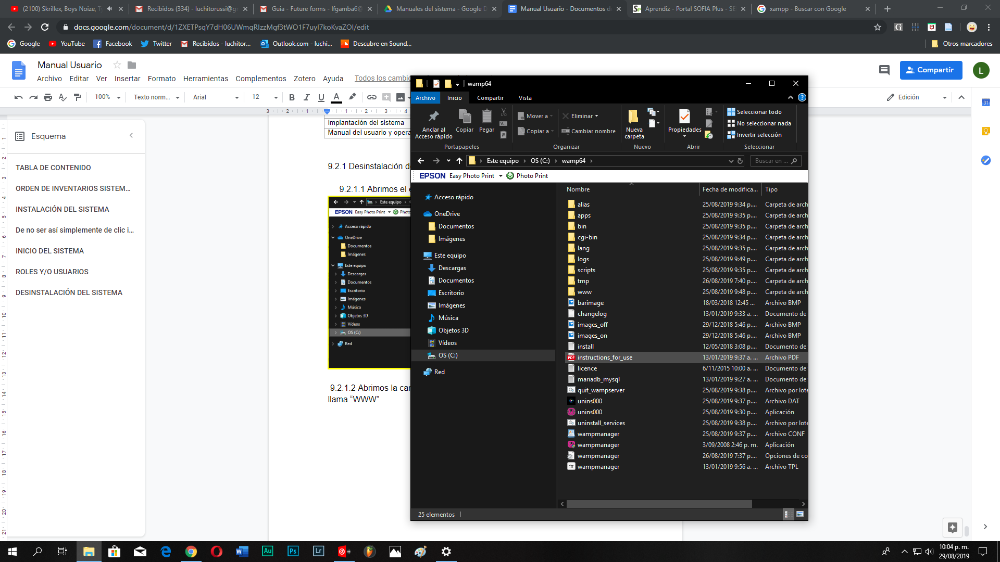 (2100) Skrillex, Boys Noize, Ty
Recibidos (334) - luchitorussi@gm
Guia - Future forms - lfgamba6@
Manuales del sistema - Google D
Manual Usuario - Documentos de
Aprendiz - Portal SOFIA Plus - SE
xampp - Buscar con Google
docs.google.com/document/d/1ZXETPsqY7dH06UWmqRIzzMgf3tWO1F7uyI7koKvaZOI/edit
Google
YouTube
Facebook
Twitter
Recibidos - luchitor...
Outlook.com - luchi...
Descubre en Sound...
Otros marcadores
Manual Usuario
Archivo Editar Ver Insertar Formato Herramientas Complementos Zotero Ayuda Todos los cambio
Compartir
L
100% Texto norm... Arial 12 B I U A
Edición
Esquema
TABLA DE CONTENIDO
ORDEN DE INVENTARIOS SISTEM...
INSTALACIÓN DEL SISTEMA
De no ser así simplemente de clic i...
INICIO DEL SISTEMA
ROLES Y/O USUARIOS
DESINSTALACIÓN DEL SISTEMA
Implantación del sistema
Manual del usuario y opera
9.2.1 Desinstalación d
9.2.1.1 Abrimos el e
Este equipo
EPSON Easy Photo Print Photo
Acceso rápido
OneDrive
Documentos
Imágenes
Este equipo
Descargas
Documentos
Escritorio
Imágenes
Música
Objetos 3D
Vídeos
OS (C:)
Red
9.2.1.2 Abrimos la car
llama “WWW”
wamp64
Archivo Inicio Compartir Vista
Anclar al
Acceso rápido
Copiar
Pegar
Portapapeles
Mover a
Copiar a
Eliminar
Cambiar nombre
Organizar
Nueva
carpeta
Nuevo
Propiedades
Abrir
Seleccionar todo
No seleccionar nada
Invertir selección
Seleccionar
Este equipo > OS (C:) > wamp64 >
Buscar en ...
EPSON Easy Photo Print Photo Print
Acceso rápido
OneDrive
Documentos
Imágenes
Este equipo
Descargas
Documentos
Escritorio
Imágenes
Música
Objetos 3D
Vídeos
OS (C:)
Red
Nombre Fecha de modifica... Tipo
alias 25/08/2019 9:34 p.... Carpeta de arch
apps 25/08/2019 9:35 p.... Carpeta de arch
bin 25/08/2019 9:35 p.... Carpeta de arch
cgi-bin 25/08/2019 9:34 p.... Carpeta de arch
lang 25/08/2019 9:35 p.... Carpeta de arch
logs 25/08/2019 9:49 p.... Carpeta de arch
scripts 25/08/2019 9:35 p.... Carpeta de arch
tmp 26/08/2019 7:40 p.... Carpeta de arch
www 25/08/2019 9:48 p.... Carpeta de arch
barimage 18/03/2018 12:45 ... Archivo BMP
changelog 13/01/2019 9:33 a. ... Documento de
images_off 29/12/2018 5:46 p.... Archivo BMP
images_on 29/12/2018 5:46 p.... Archivo BMP
install 12/05/2018 3:08 p.... Documento de
instructions_for_use 13/01/2019 9:37 a. ... Archivo PDF
licence 6/11/2015 10:00 a. ... Documento de
mariadb_mysql 13/01/2019 9:27 a. ... Documento de
quit_wampserver 25/08/2019 9:38 p.... Archivo por lote
unins000 25/08/2019 9:37 p.... Archivo DAT
unins000 25/08/2019 9:30 p.... Aplicación
uninstall_services 25/08/2019 9:38 p.... Archivo por lote
wampmanager 25/08/2019 9:37 p.... Archivo CONF
wampmanager 3/09/2008 2:46 p. m. Aplicación
wampmanager 26/08/2019 7:37 p.... Opciones de co
wampmanager 13/01/2019 9:56 a. ... Archivo TPL
25 elementos
10:04 p. m.
29/08/2019